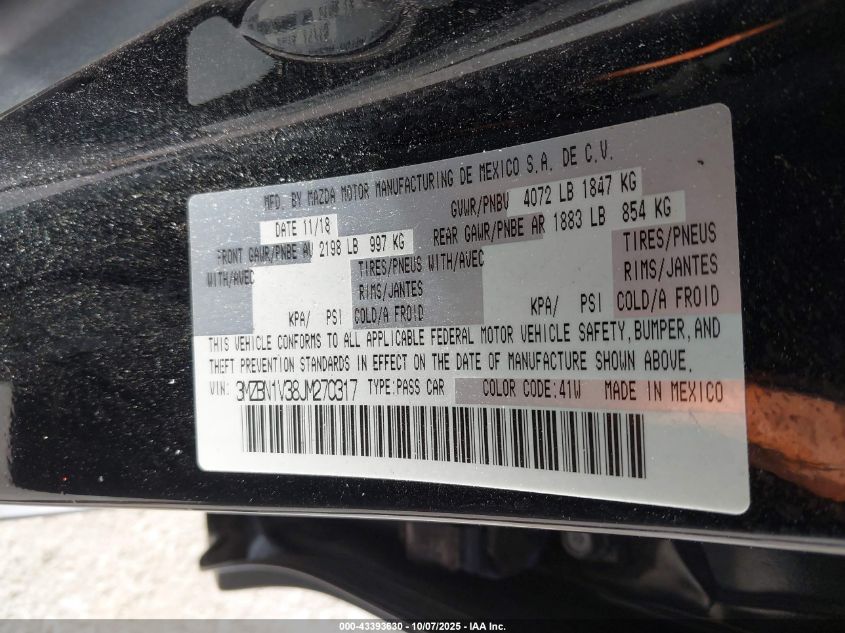 MFD. BY MAZDA MOTOR MANUFACTURING DE MEXICO S.A. DE C.V.
DATE 11/18 GVWR/PNBV 4072 LB 1847 KG
FRONT GAWR/PNBE AV 2198 LB 997 KG REAR GAWR/PNBE AR 1883 LB 854 KG
WITH/AVEC TIRES/PNEUS WITH/AVEC TIRES/PNEUS
RIMS/JANTES RIMS/JANTES
KPA/ PSI COLD/A FROID KPA/ PSI COLD/A FROID
THIS VEHICLE CONFORMS TO ALL APPLICABLE FEDERAL MOTOR VEHICLE SAFETY, BUMPER, AND
THEFT PREVENTION STANDARDS IN EFFECT ON THE DATE OF MANUFACTURE SHOWN ABOVE.
VIN: 3MZBN1V38JM270317 TYPE: PASS CAR COLOR CODE: 41W MADE IN MEXICO
000-43393630 - 10/07/2025 - IAA Inc.